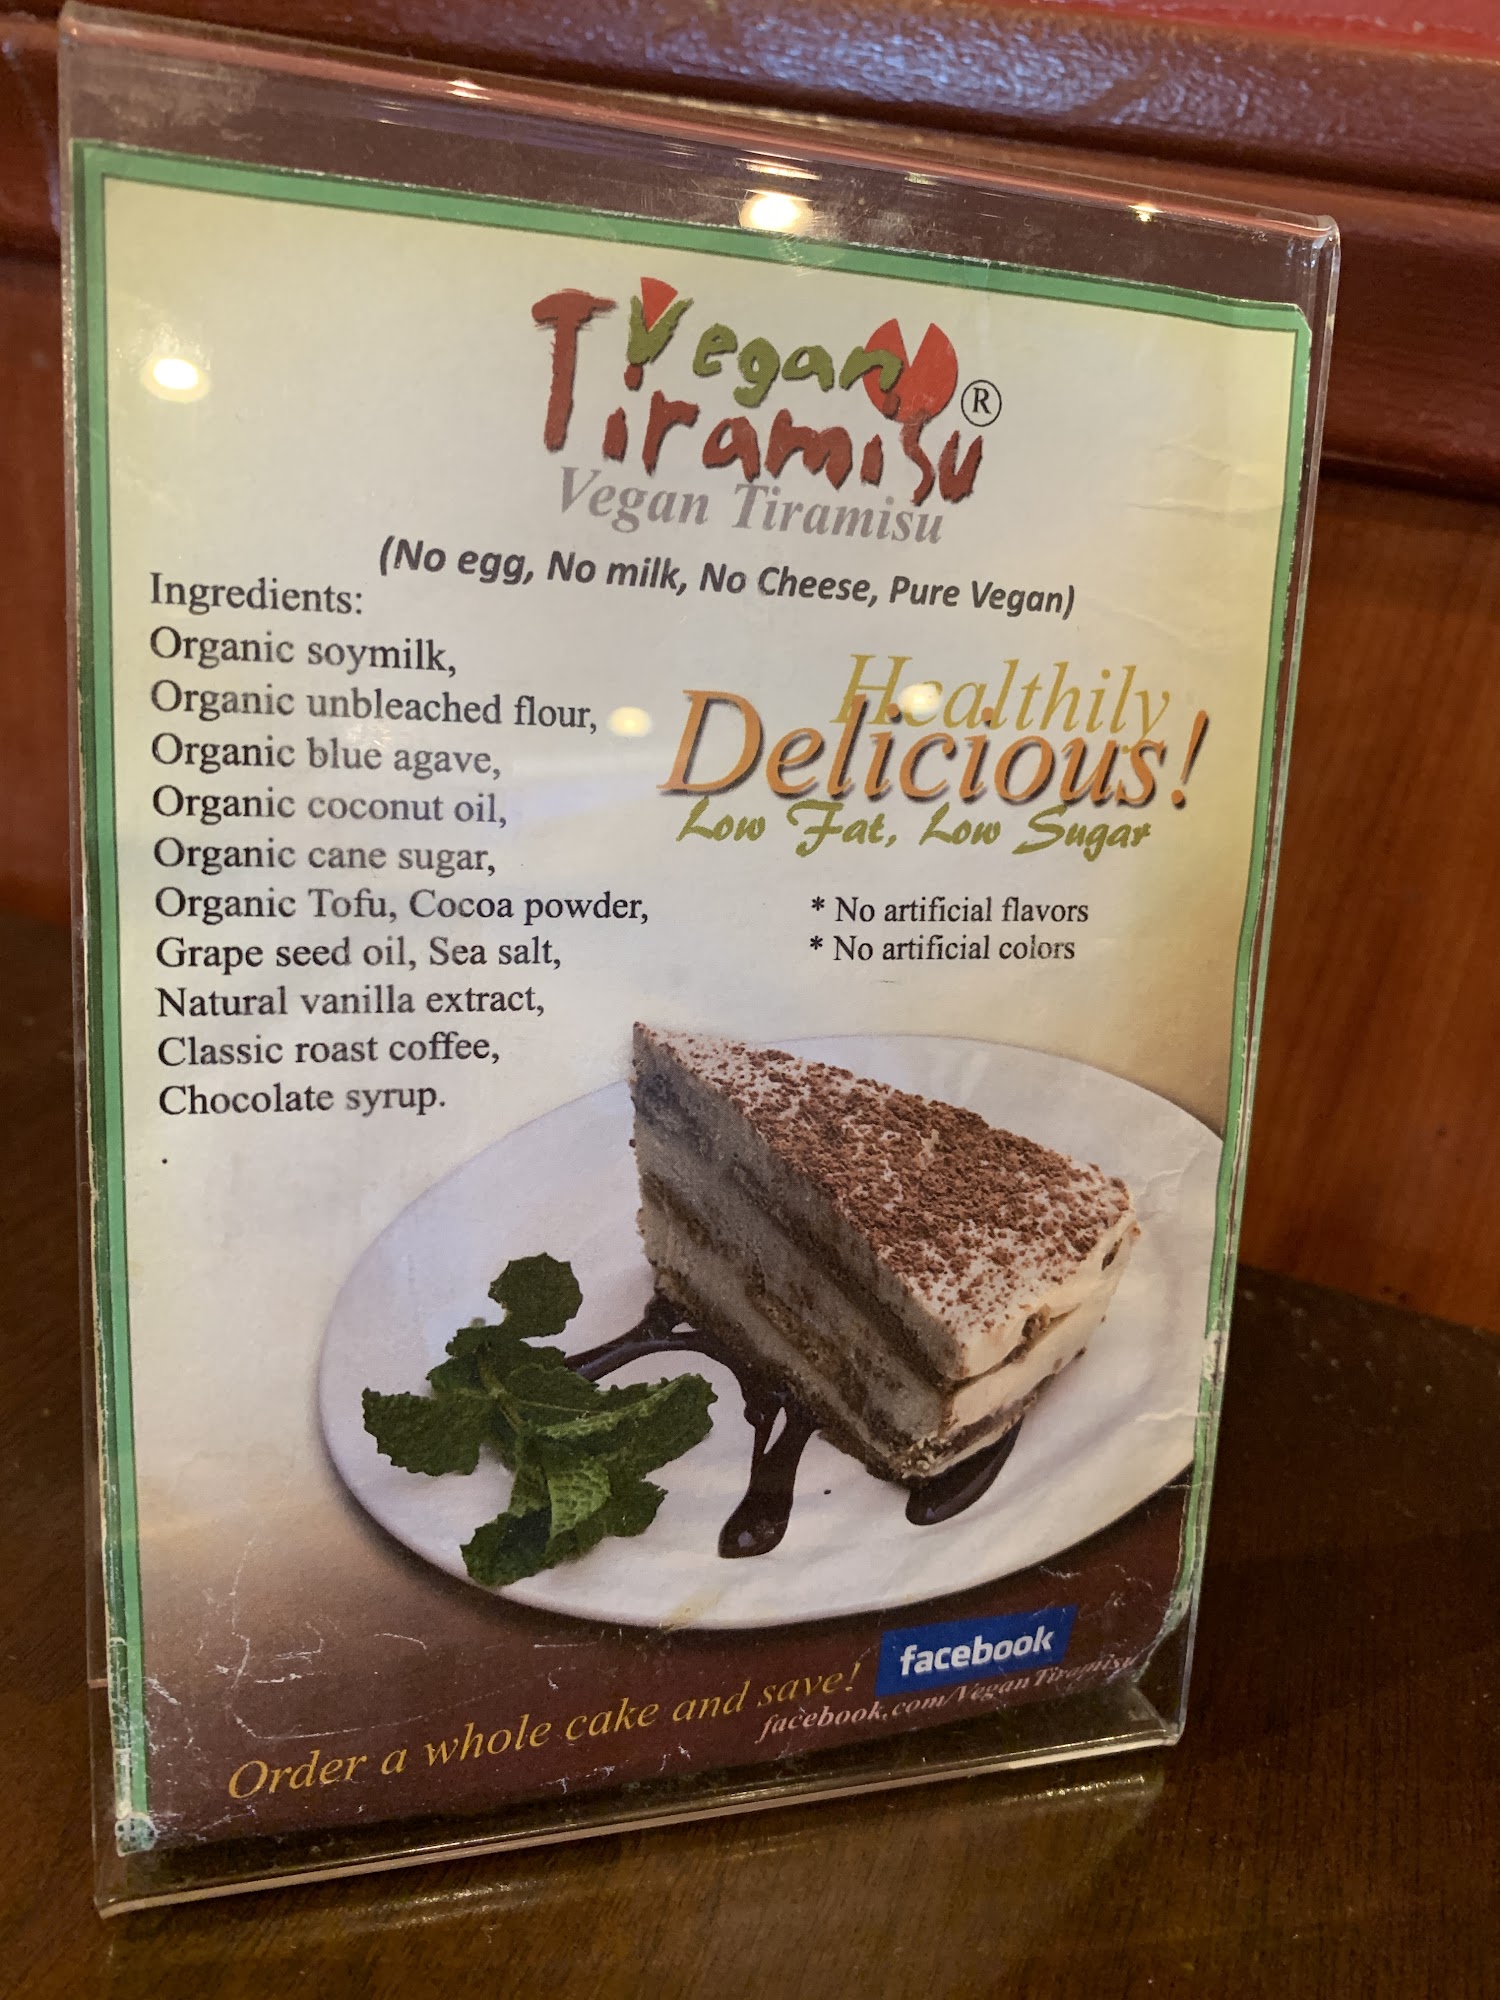 Vegan
Tiramisu ®
Vegan Tiramisu
(No egg, No milk, No Cheese, Pure Vegan)
Ingredients:
Organic soymilk,
Organic unbleached flour,
Organic blue agave,
Organic coconut oil,
Organic cane sugar,
Organic Tofu, Cocoa powder,
Grape seed oil, Sea salt,
Natural vanilla extract,
Classic roast coffee,
Chocolate syrup.
.
Healthily
Delicious!
Low Fat, Low Sugar
* No artificial flavors
* No artificial colors
Order a whole cake and save!
facebook
facebook.com/VeganTiramisu